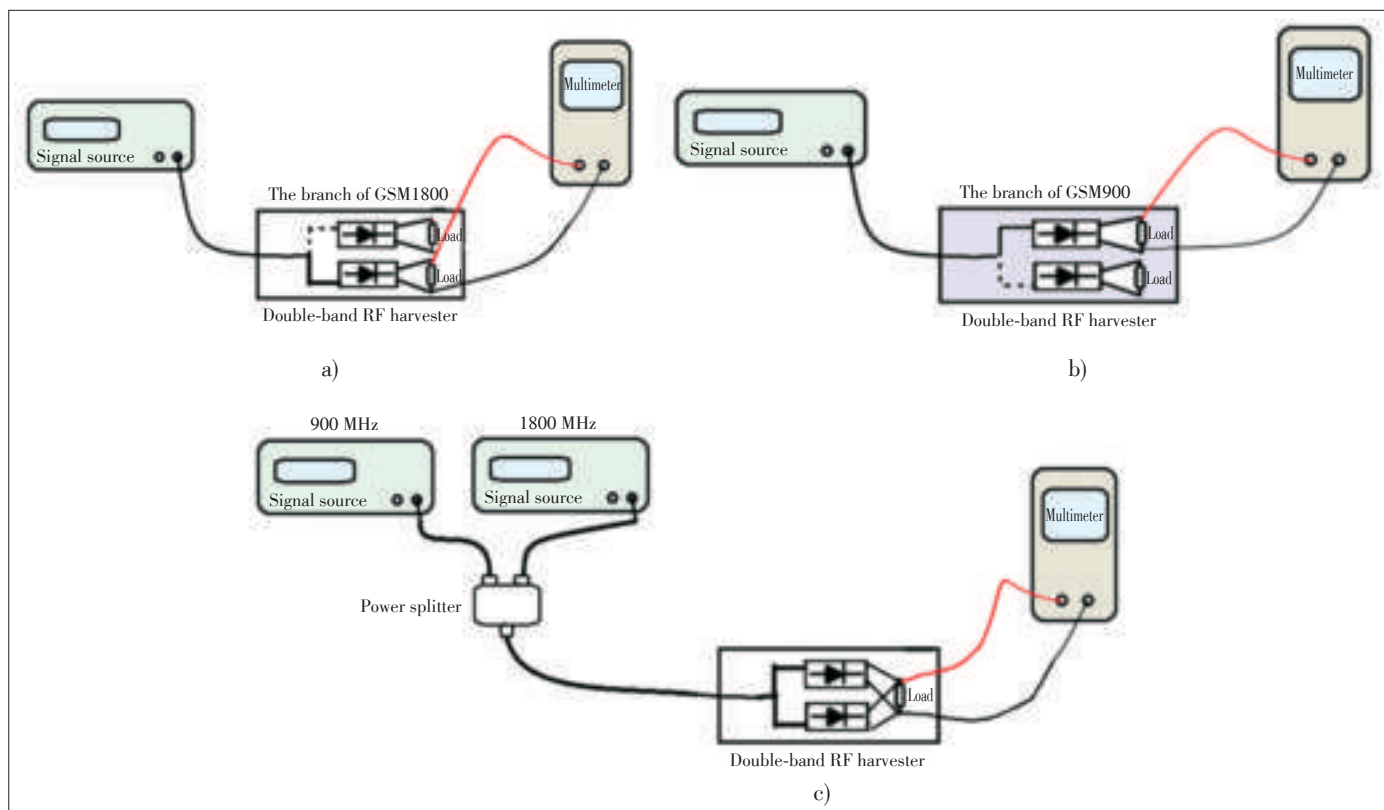 Multimeter
Signal source
The branch of GSM1800
Load
Load
Double-band RF harvester
a)
Multimeter
Signal source
The branch of GSM900
Load
Load
Double-band RF harvester
b)
900 MHz
1800 MHz
Signal source
Signal source
Multimeter
Power splitter
Load
Double-band RF harvester
c)